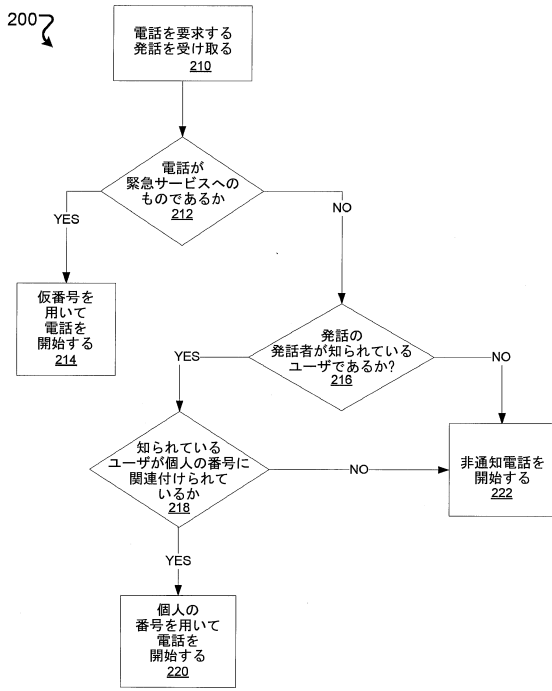 200
電話を要求する
発話を受け取る
210
電話が
緊急サービスへの
ものであるか
212
YES
NO
仮番号を
用いて
電話を
開始する
214
発話の
発話者が知られている
ユーザであるか?
216
YES
NO
知られている
ユーザが個人の番号に
関連付けられて
いるか
218
NO
非通知電話を
開始する
222
YES
個人の
番号を用いて
電話を
開始する
220